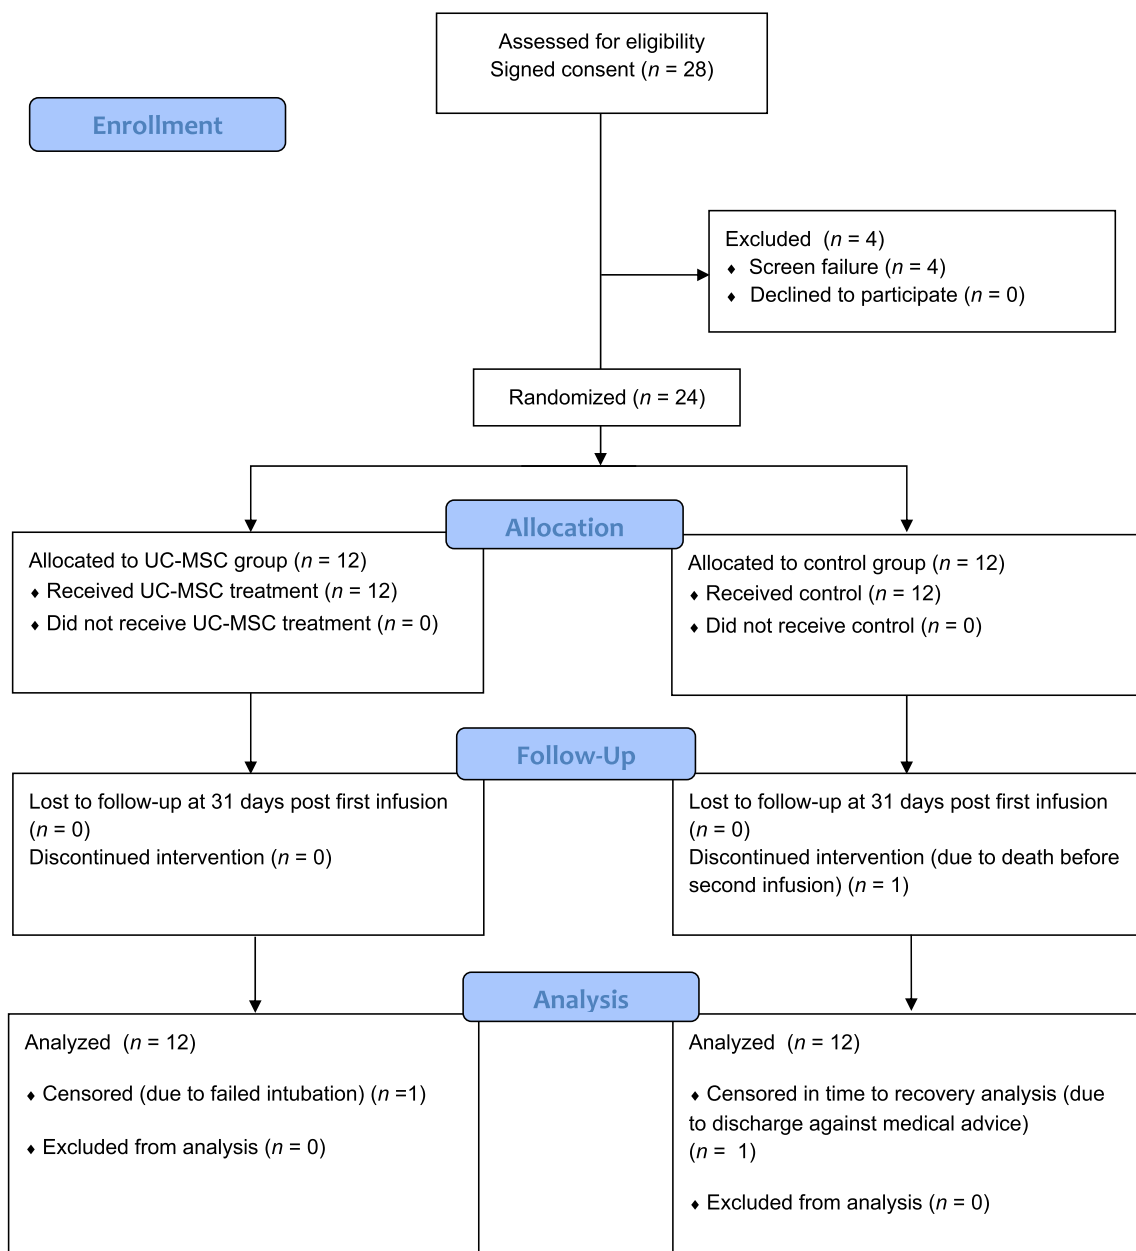 Assessed for eligibility
Signed consent (n = 28)
Enrollment
Excluded (n = 4)
♦ Screen failure (n = 4)
♦ Declined to participate (n = 0)
Randomized (n = 24)
Allocation
Allocated to UC-MSC group (n = 12)
♦ Received UC-MSC treatment (n = 12)
♦ Did not receive UC-MSC treatment (n = 0)
Allocated to control group (n = 12)
♦ Received control (n = 12)
♦ Did not receive control (n = 0)
Follow-Up
Lost to follow-up at 31 days post first infusion
(n = 0)
Discontinued intervention (n = 0)
Lost to follow-up at 31 days post first infusion
(n = 0)
Discontinued intervention (due to death before
second infusion) (n = 1)
Analysis
Analyzed (n = 12)
♦ Censored (due to failed intubation) (n =1)
♦ Excluded from analysis (n = 0)
Analyzed (n = 12)
♦ Censored in time to recovery analysis (due
to discharge against medical advice)
(n = 1)
♦ Excluded from analysis (n = 0)